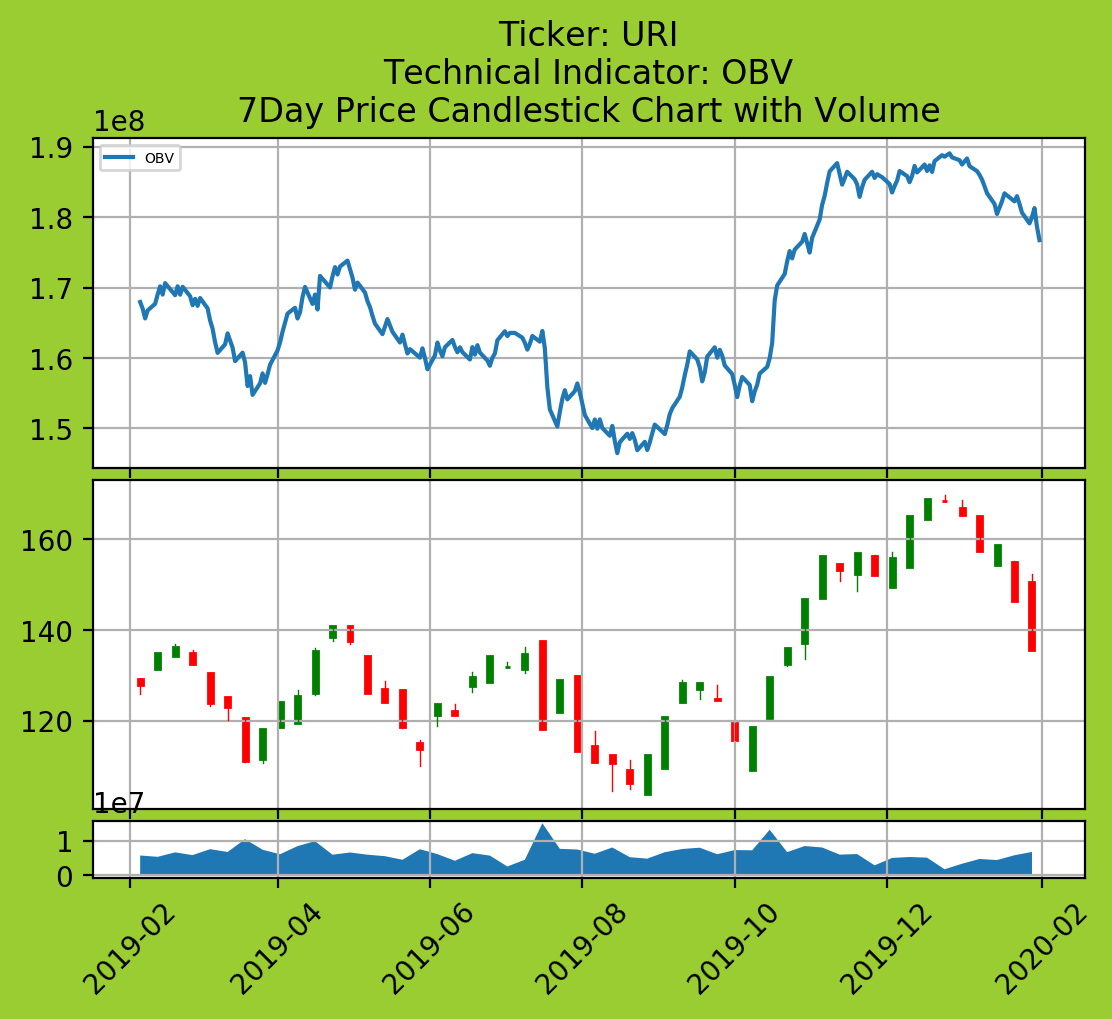 Ticker: URI
Technical Indicator: OBV
7Day Price Candlestick Chart with Volume
1e8
OBV
1.9
1.8
1.7
1.6
1.5
160
140
120
1e7
1
0
2019-02
2019-04
2019-06
2019-08
2019-10
2019-12
2020-02